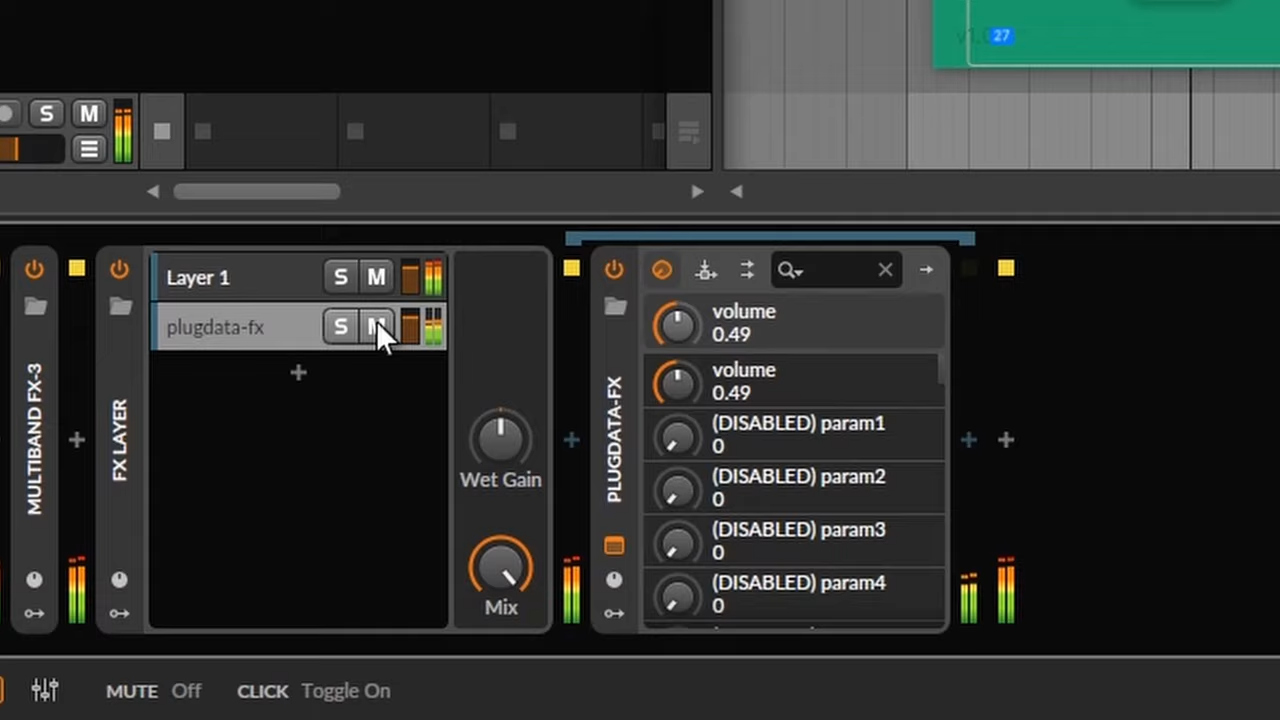 27
S M
MULTIBAND FX-3
FX LAYER
Layer 1 S M
plugdata-fx S M
Wet Gain
Mix
PLUGDATA-FX
volume
0.49
volume
0.49
(DISABLED) param1
0
(DISABLED) param2
0
(DISABLED) param3
0
(DISABLED) param4
0
MUTE Off CLICK Toggle On